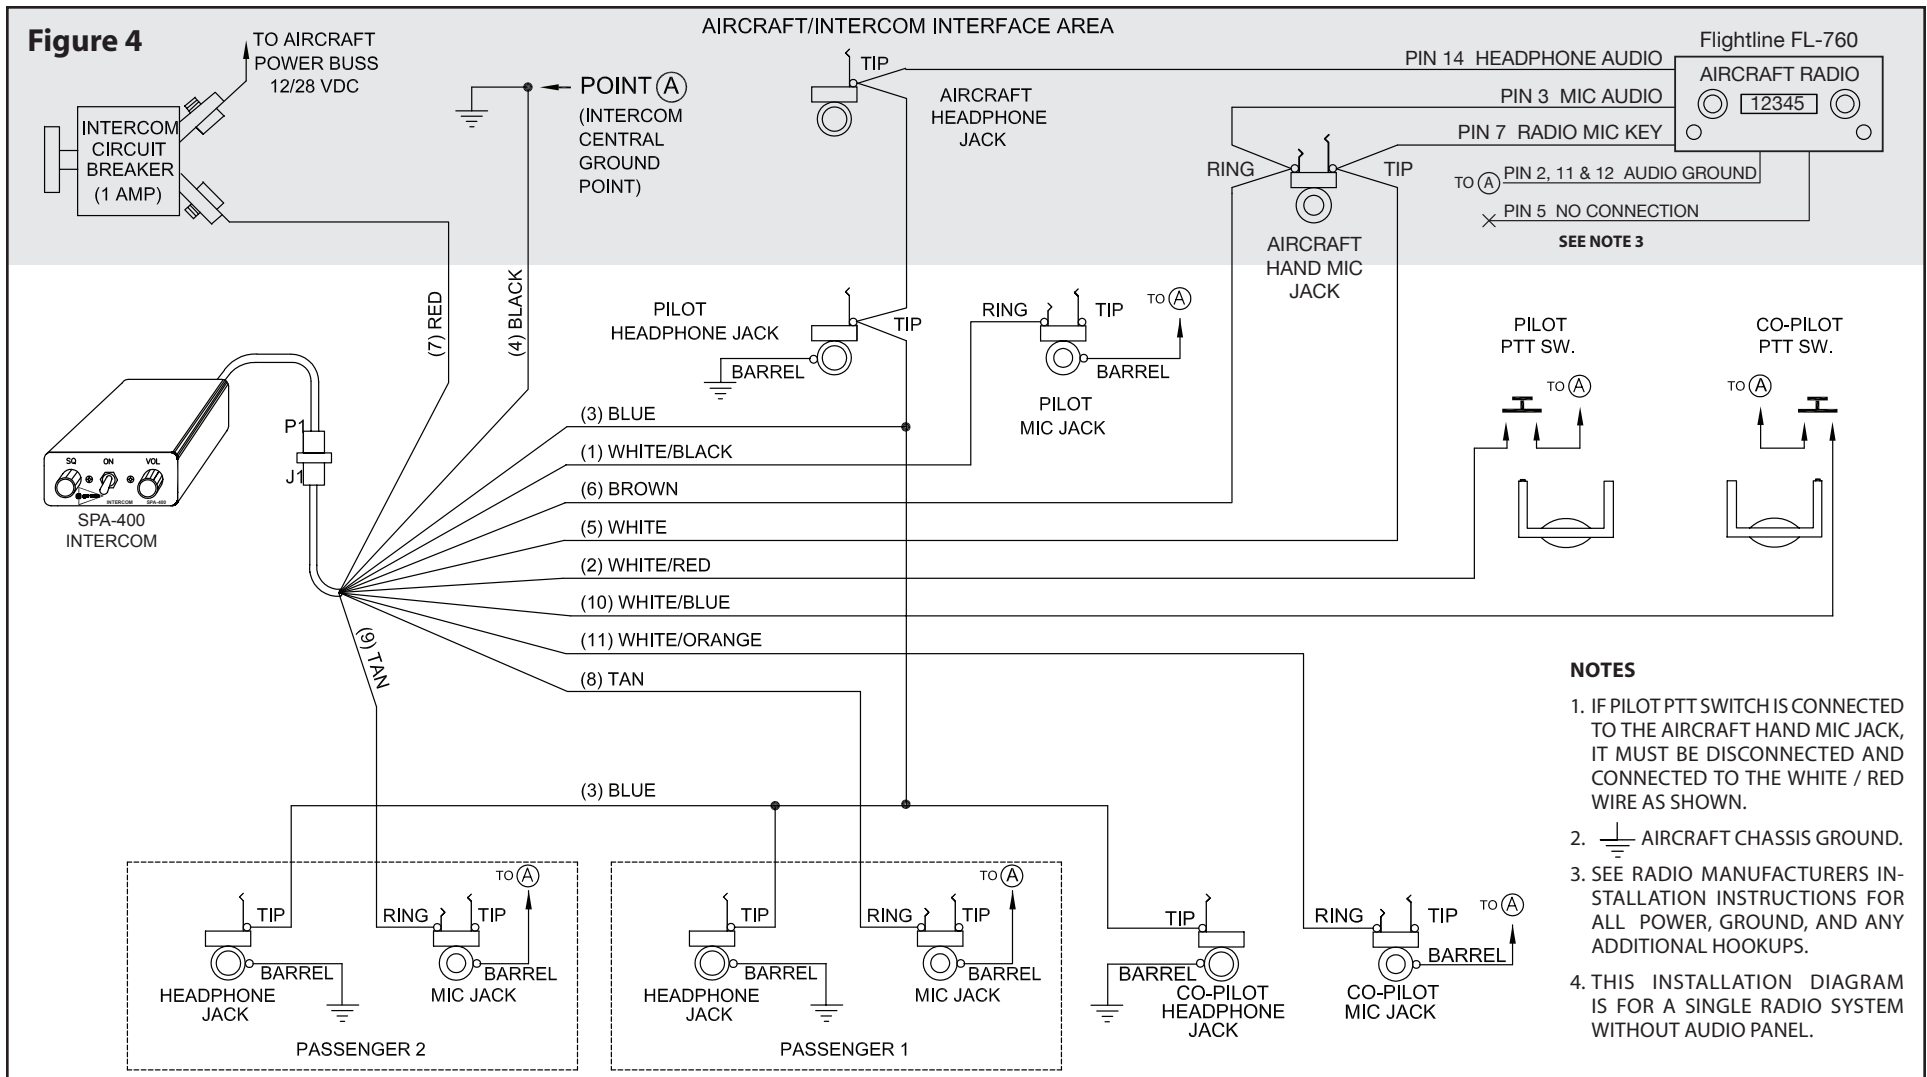 Figure 4
AIRCRAFT/INTERCOM INTERFACE AREA
TO AIRCRAFT
POWER BUSS
12/28 VDC
INTERCOM
CIRCUIT
BREAKER
(1 AMP)
POINT A
(INTERCOM
CENTRAL
GROUND
POINT)
TIP
AIRCRAFT
HEADPHONE
JACK
Flightline FL-760
AIRCRAFT RADIO
12345
PIN 14 HEADPHONE AUDIO
PIN 3 MIC AUDIO
PIN 7 RADIO MIC KEY
TO A PIN 2, 11 & 12 AUDIO GROUND
PIN 5 NO CONNECTION
SEE NOTE 3
RING
TIP
AIRCRAFT
HAND MIC
JACK
(7) RED
(4) BLACK
PILOT
HEADPHONE JACK
TIP
BARREL
RING
TIP
TO A
BARREL
PILOT
MIC JACK
PILOT
PTT SW.
TO A
CO-PILOT
PTT SW.
TO A
P1
J1
SQ
ON
VOL
INTERCOM
SPA-400
SPA-400
INTERCOM
(3) BLUE
(1) WHITE/BLACK
(6) BROWN
(5) WHITE
(2) WHITE/RED
(10) WHITE/BLUE
(11) WHITE/ORANGE
(8) TAN
(9) TAN
(3) BLUE
TIP
BARREL
HEADPHONE
JACK
RING
TIP
TO A
BARREL
MIC JACK
PASSENGER 2
TIP
BARREL
HEADPHONE
JACK
RING
TIP
TO A
BARREL
MIC JACK
PASSENGER 1
TIP
BARREL
CO-PILOT
HEADPHONE
JACK
RING
TIP
TO A
BARREL
CO-PILOT
MIC JACK
NOTES
1. IF PILOT PTT SWITCH IS CONNECTED
TO THE AIRCRAFT HAND MIC JACK,
IT MUST BE DISCONNECTED AND
CONNECTED TO THE WHITE / RED
WIRE AS SHOWN.
2. AIRCRAFT CHASSIS GROUND.
3. SEE RADIO MANUFACTURERS IN-
STALLATION INSTRUCTIONS FOR
ALL POWER, GROUND, AND ANY
ADDITIONAL HOOKUPS.
4. THIS INSTALLATION DIAGRAM
IS FOR A SINGLE RADIO SYSTEM
WITHOUT AUDIO PANEL.